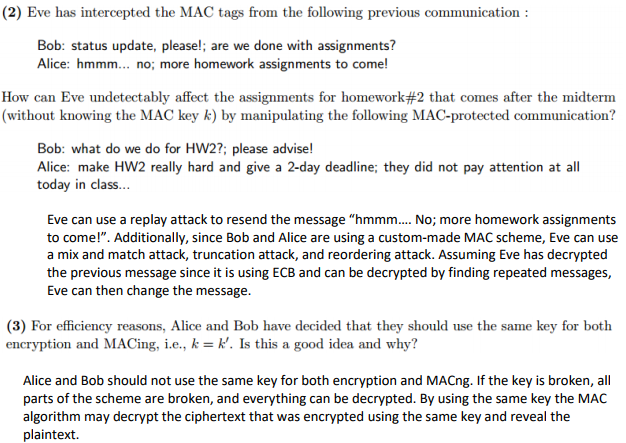 (2) Eve has intercepted the MAC tags from the following previous communication :
Bob: status update, please!; are we done with assignments?
Alice: hmmm... no; more homework assignments to come!
How can Eve undetectably affect the assignments for homework#2 that comes after the midterm
(without knowing the MAC key k) by manipulating the following MAC-protected communication?
Bob: what do we do for HW2?; please advise!
Alice: make HW2 really hard and give a 2-day deadline; they did not pay attention at all
today in class...
Eve can use a replay attack to resend the message “hmmm.... No; more homework assignments
to come!”. Additionally, since Bob and Alice are using a custom-made MAC scheme, Eve can use
a mix and match attack, truncation attack, and reordering attack. Assuming Eve has decrypted
the previous message since it is using ECB and can be decrypted by finding repeated messages,
Eve can then change the message.
(3) For efficiency reasons, Alice and Bob have decided that they should use the same key for both
encryption and MACing, i.e., k = k′. Is this a good idea and why?
Alice and Bob should not use the same key for both encryption and MACng. If the key is broken, all
parts of the scheme are broken, and everything can be decrypted. By using the same key the MAC
algorithm may decrypt the ciphertext that was encrypted using the same key and reveal the
plaintext.